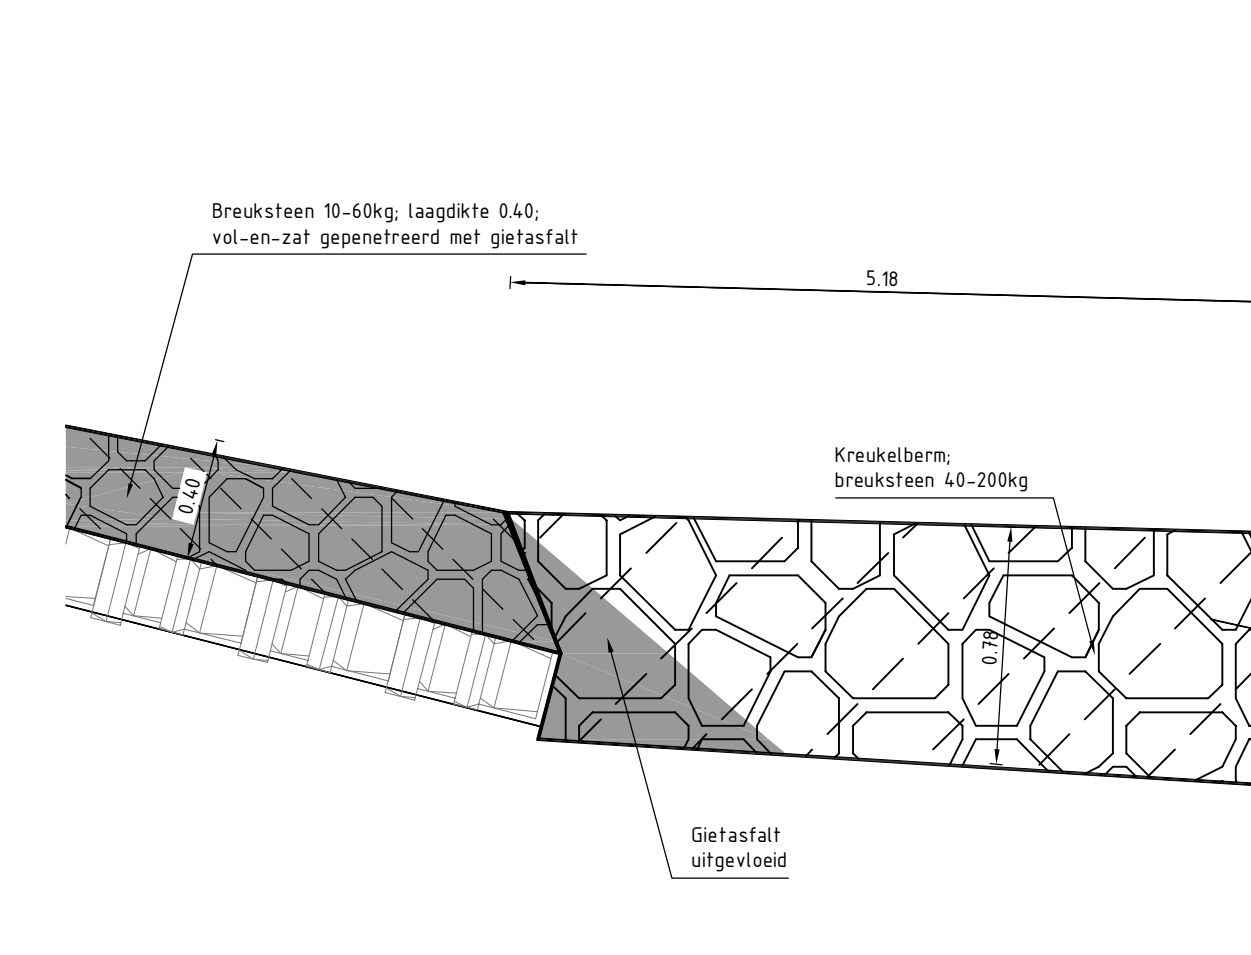 Breuksteen 10-60kg; laagdikte 0.40;
vol-en-zat gepenetreerd met gietasfalt
5.18
Kreukelberm;
breuksteen 40-200kg
0.40
0.78
Gietasfalt
uitgevloeid